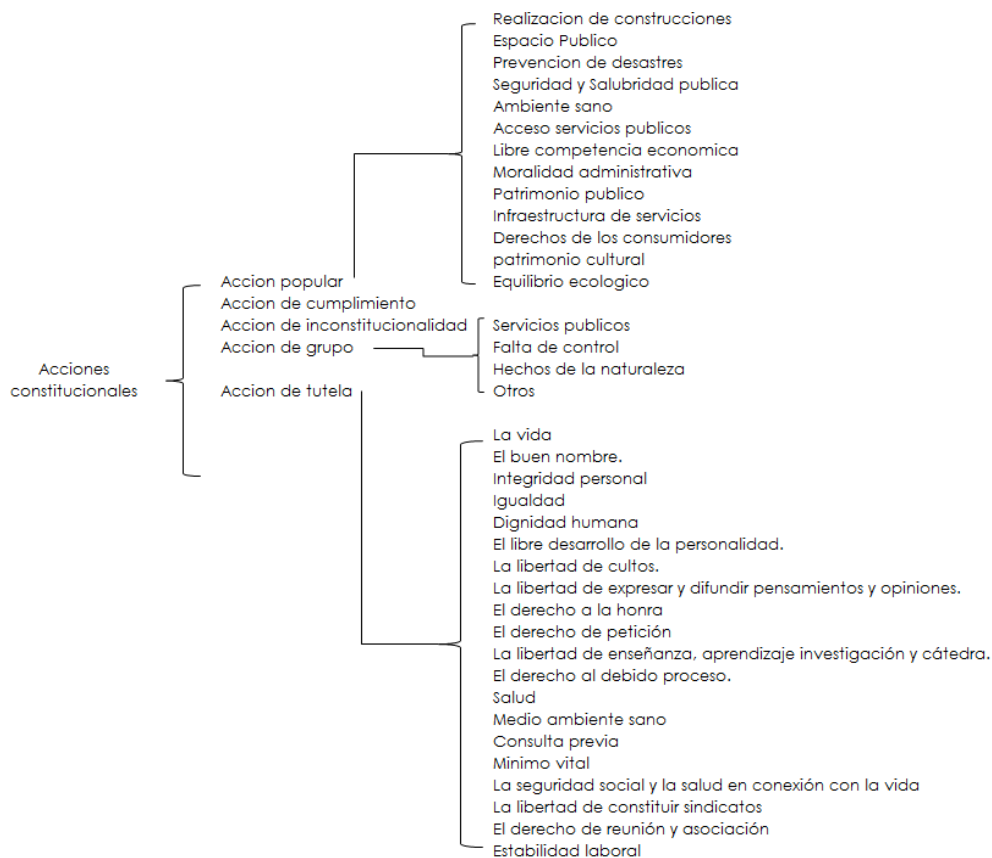 Realizacion de construcciones
Espacio Publico
Prevencion de desastres
Seguridad y Salubridad publica
Ambiente sano
Acceso servicios publicos
Libre competencia economica
Moralidad administrativa
Patrimonio publico
Infraestructura de servicios
Derechos de los consumidores
patrimonio cultural
Equilibrio ecologico
Accion popular
Accion de cumplimiento
Accion de inconstitucionalidad
Accion de grupo
Accion de tutela
Servicios publicos
Falta de control
Hechos de la naturaleza
Otros
Acciones
constitucionales
La vida
El buen nombre.
Integridad personal
Igualdad
Dignidad humana
El libre desarrollo de la personalidad.
La libertad de cultos.
La libertad de expresar y difundir pensamientos y opiniones.
El derecho a la honra
El derecho de petición
La libertad de enseñanza, aprendizaje investigación y cátedra.
El derecho al debido proceso.
Salud
Medio ambiente sano
Consulta previa
Minimo vital
La seguridad social y la salud en conexión con la vida
La libertad de constituir sindicatos
El derecho de reunión y asociación
Estabilidad laboral